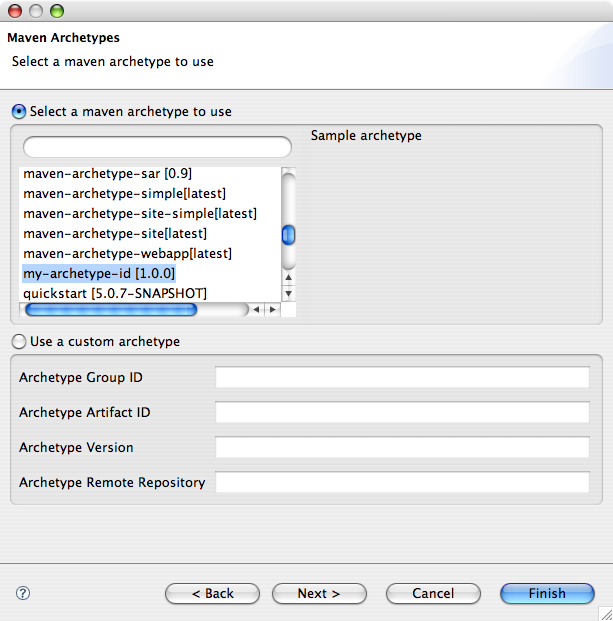 Maven Archetypes
Select a maven archetype to use
Select a maven archetype to use
Sample archetype
maven-archetype-sar [0.9]
maven-archetype-simple[latest]
maven-archetype-site-simple[latest]
maven-archetype-site[latest]
maven-archetype-webapp[latest]
my-archetype-id [1.0.0]
quickstart [5.0.7-SNAPSHOT]
Use a custom archetype
Archetype Group ID
Archetype Artifact ID
Archetype Version
Archetype Remote Repository
?
< Back
Next >
Cancel
Finish